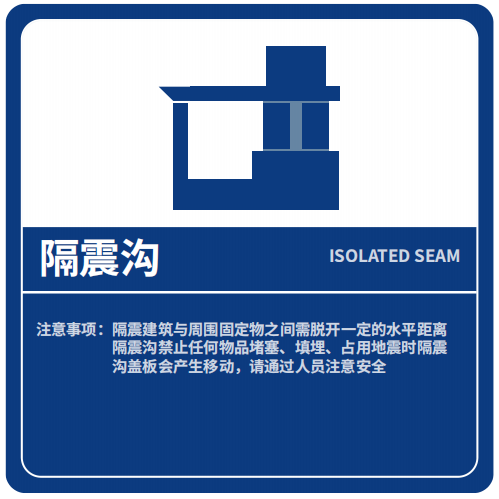 隔震沟
ISOLATED SEAM
注意事项：隔震建筑与周围固定物之间需脱开一定的水平距离
隔震沟禁止任何物品堵塞、填埋、占用地震时隔震
沟盖板会产生移动，请通过人员注意安全